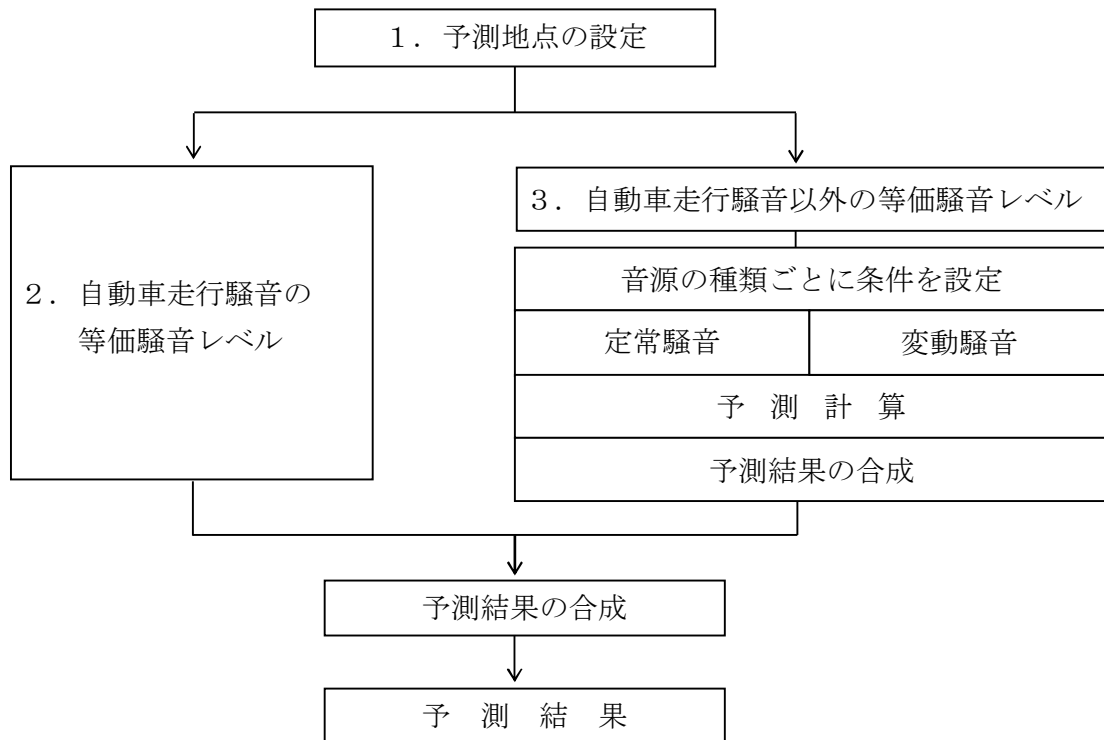 １．予測地点の設定
２．自動車走行騒音の
等価騒音レベル
３．自動車走行騒音以外の等価騒音レベル
音源の種類ごとに条件を設定
定常騒音
変動騒音
予　測　計　算
予測結果の合成
予測結果の合成
予　測　結　果